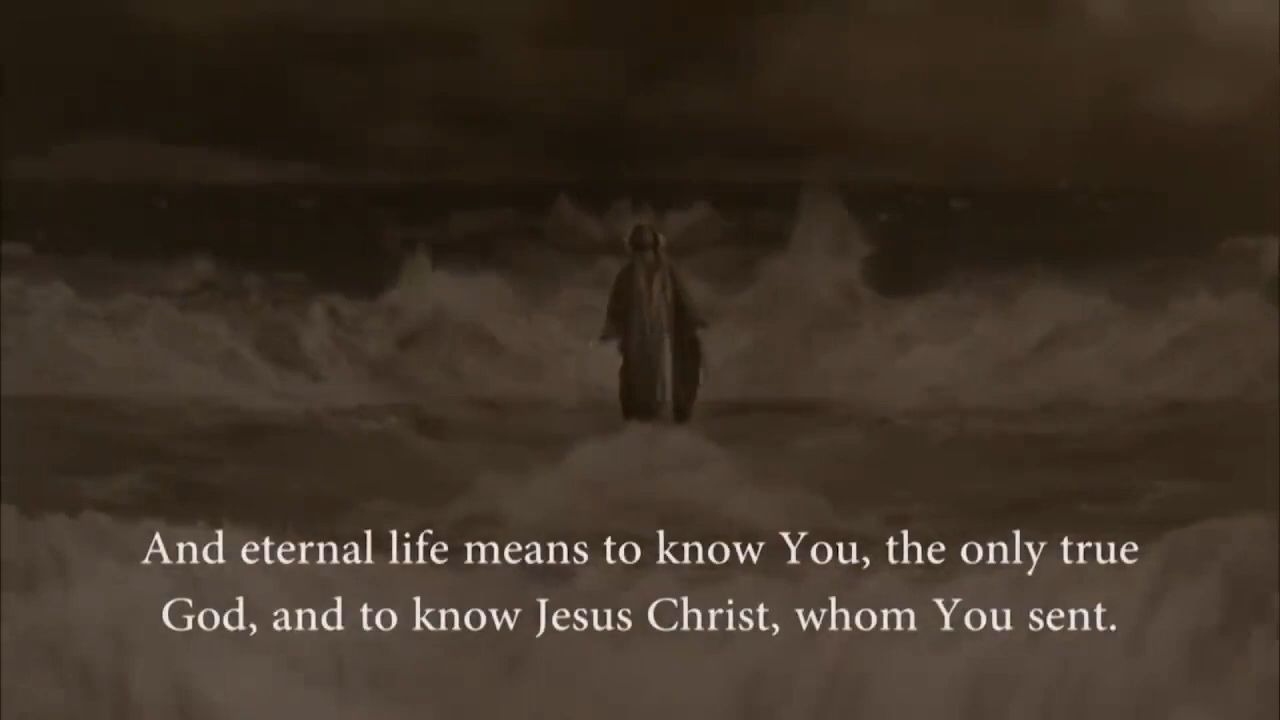 And eternal life means to know You, the only true
God, and to know Jesus Christ, whom You sent.